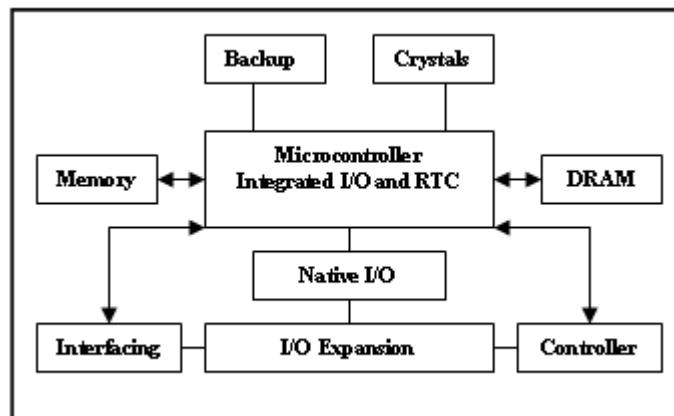 Backup
Crystals
Microcontroller
Integrated I/O and RTC
Memory
DRAM
Native I/O
Interfacing
I/O Expansion
Controller